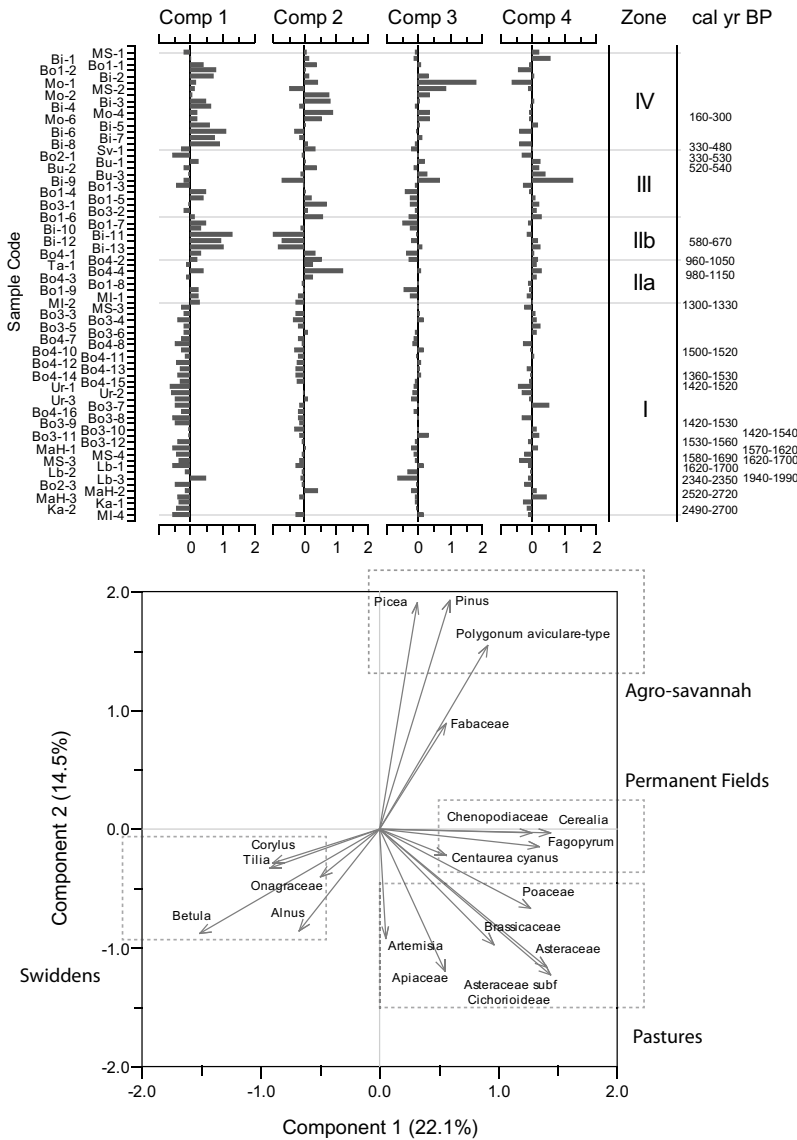 Comp 1 Comp 2 Comp 3 Comp 4 Zone cal yr BP
Sample Code
MS-1
Bi-1
Bo1-1
Bo1-2
Bi-2
Mo-1
MS-2
Mo-2
Bi-3
Bi-4
Mo-4
Mo-6
Bi-5
Bi-6
Bi-7
Bi-8
Sv-1
Bo2-1
Bu-1
Bu-2
Bu-3
Bi-9
Bo1-3
Bo1-4
Bo1-5
Bo3-1
Bo3-2
Bo1-6
Bo1-7
Bi-10
Bi-11
Bi-12
Bi-13
Bo4-1
Bo4-2
Ta-1
Bo4-4
Bo4-3
Bo1-8
Bo1-9
MI-1
MI-2
MS-3
Bo3-3
Bo3-4
Bo3-5
Bo3-6
Bo4-7
Bo4-8
Bo4-10
Bo4-11
Bo4-12
Bo4-13
Bo4-14
Bo4-15
Ur-1
Ur-2
Ur-3
Bo3-7
Bo4-16
Bo3-8
Bo3-9
Bo3-10
Bo3-11
Bo3-12
MaH-1
MS-4
MS-3
Lb-1
Lb-2
Lb-3
Bo2-3
MaH-2
MaH-3
Ka-1
Ka-2
MI-4
IV
III
IIb
IIa
I
160-300
330-480
330-530
520-540
580-670
960-1050
980-1150
1300-1330
1500-1520
1360-1530
1420-1520
1420-1530
1420-1540
1530-1560
1570-1620
1580-1690
1620-1700
1620-1700
1940-1990
2340-2350
2520-2720
2490-2700
0 1 2 0 1 2 0 1 2 0 1 2
2.0
1.0
0.0
-1.0
-2.0
Component 2 (14.5%)
Picea
Pinus
Polygonum aviculare-type
Agro-savannah
Fabaceae
Permanent Fields
Chenopodiaceae
Cerealia
Fagopyrum
Centaurea cyanus
Corylus
Tilia
Onagraceae
Poaceae
Betula
Alnus
Brassicaceae
Artemisia
Asteraceae
Apiaceae
Asteraceae subf
Cichorioideae
Swiddens
Pastures
-2.0 -1.0 0.0 1.0 2.0
Component 1 (22.1%)